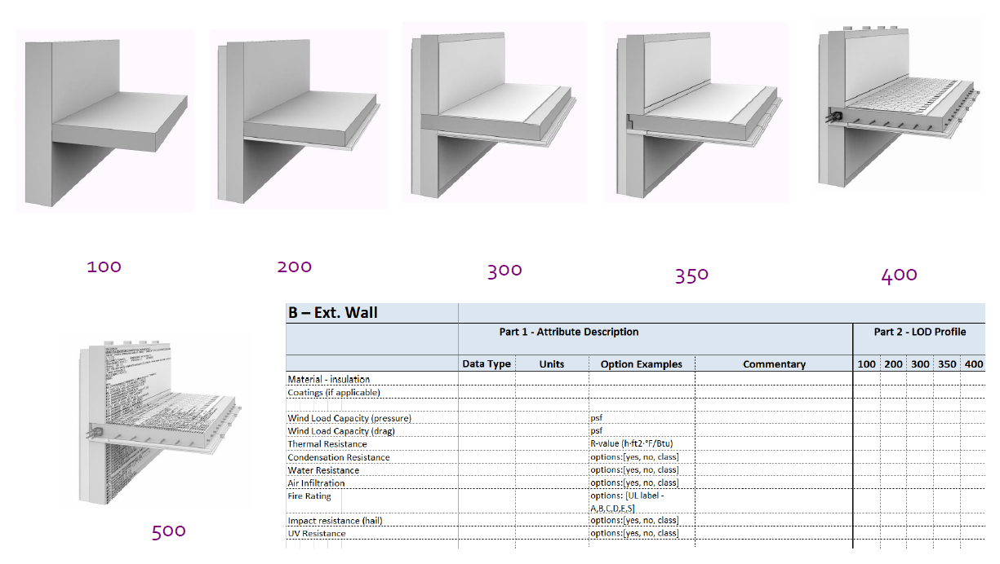 100
200
300
350
400
500
B – Ext. Wall
Part 1 - Attribute Description
Part 2 - LOD Profile
Data Type Units Option Examples Commentary 100 200 300 350 400
Material - insulation
Coatings (if applicable)
Wind Load Capacity (pressure) psf
Wind Load Capacity (drag) psf
Thermal Resistance R-value (h·ft2·°F/Btu)
Condensation Resistance options:[yes, no, class]
Water Resistance options:[yes, no, class]
Air Infiltration options:[yes, no, class]
Fire Rating options: [UL label -
A,B,C,D,E,S]
Impact resistance (hail) options:[yes, no, class]
UV Resistance options:[yes, no, class]